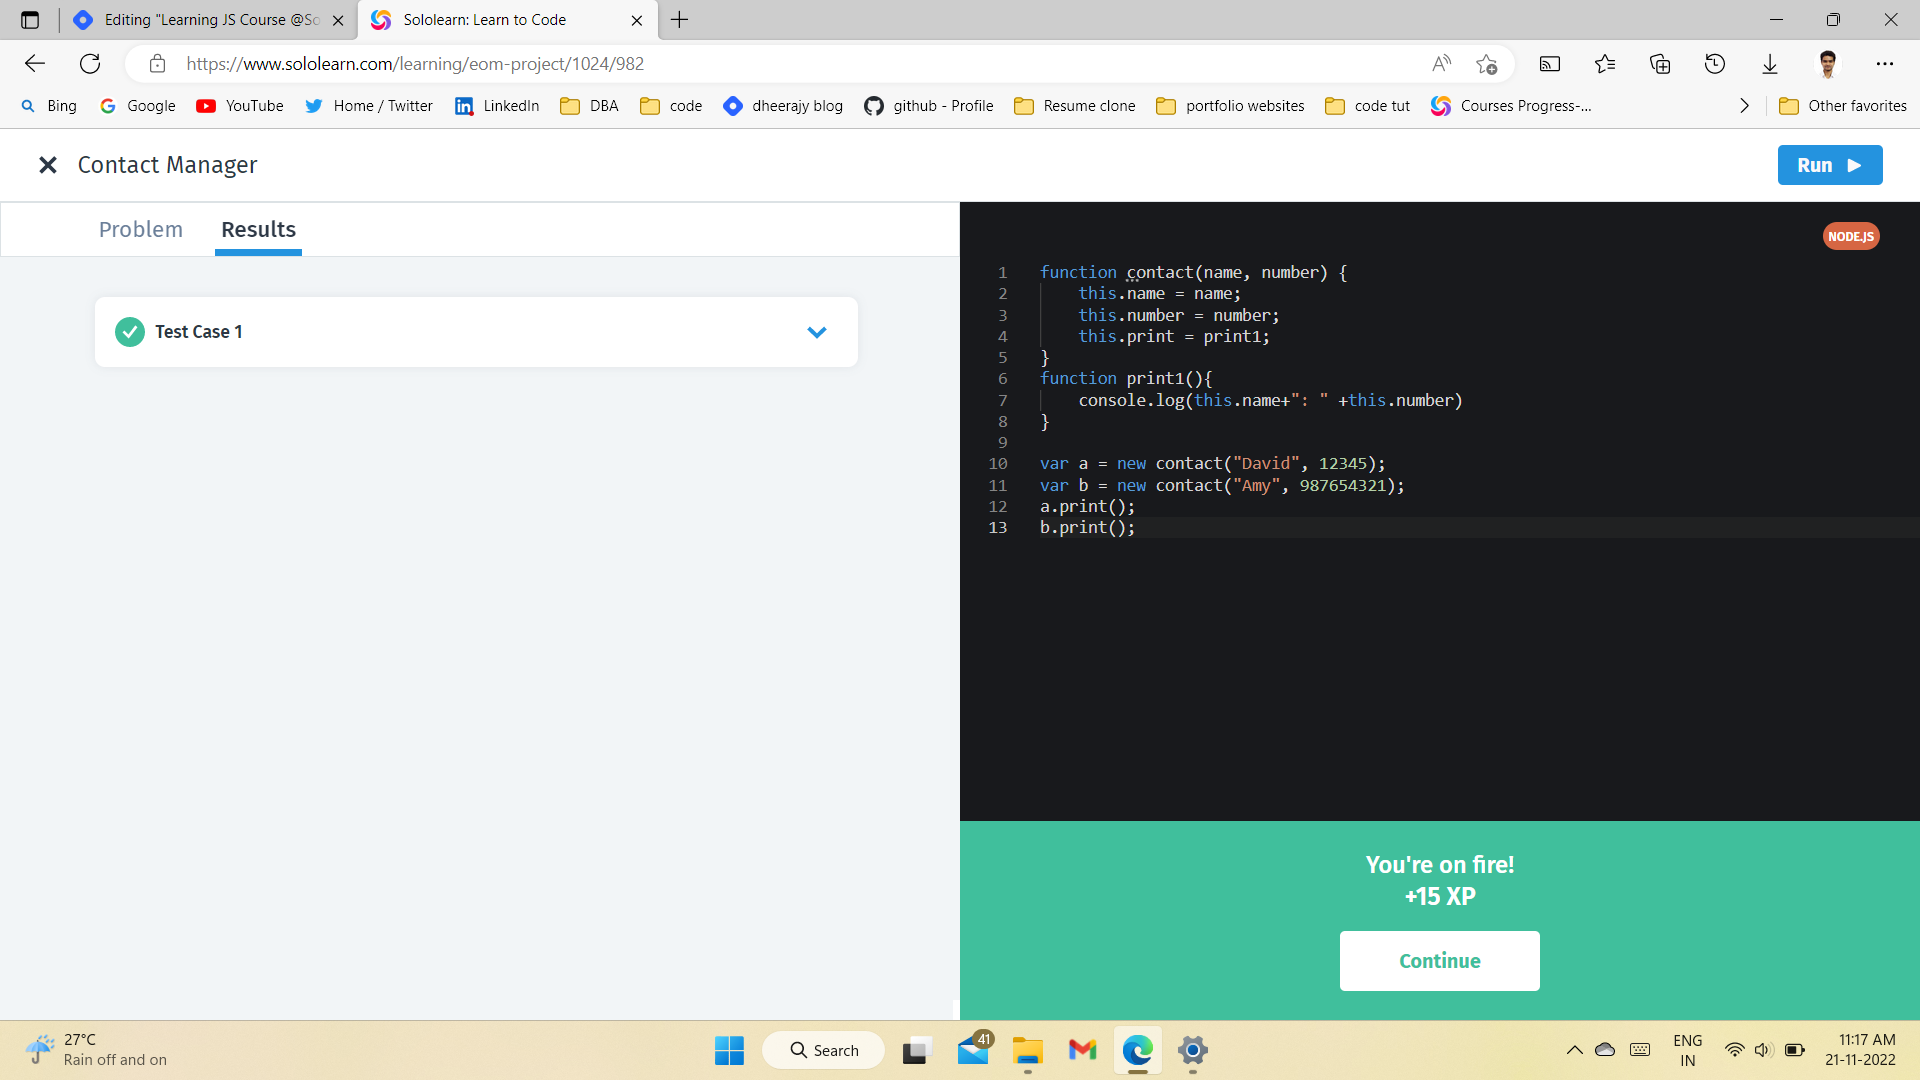 Editing "Learning JS Course @So
Sololearn: Learn to Code
https://www.sololearn.com/learning/eom-project/1024/982
Bing
Google
YouTube
Home / Twitter
LinkedIn
DBA
code
dheerajy blog
github - Profile
Resume clone
portfolio websites
code tut
Courses Progress-...
Other favorites
Contact Manager
Run
Problem
Results
Test Case 1
NODE.JS
1 function contact(name, number) {
2 this.name = name;
3 this.number = number;
4 this.print = print1;
5 }
6 function print1(){
7 console.log(this.name+": " +this.number)
8 }
9
10 var a = new contact("David", 12345);
11 var b = new contact("Amy", 987654321);
12 a.print();
13 b.print();
You're on fire!
+15 XP
Continue
27°C
Rain off and on
Search
41
ENG
IN
11:17 AM
21-11-2022